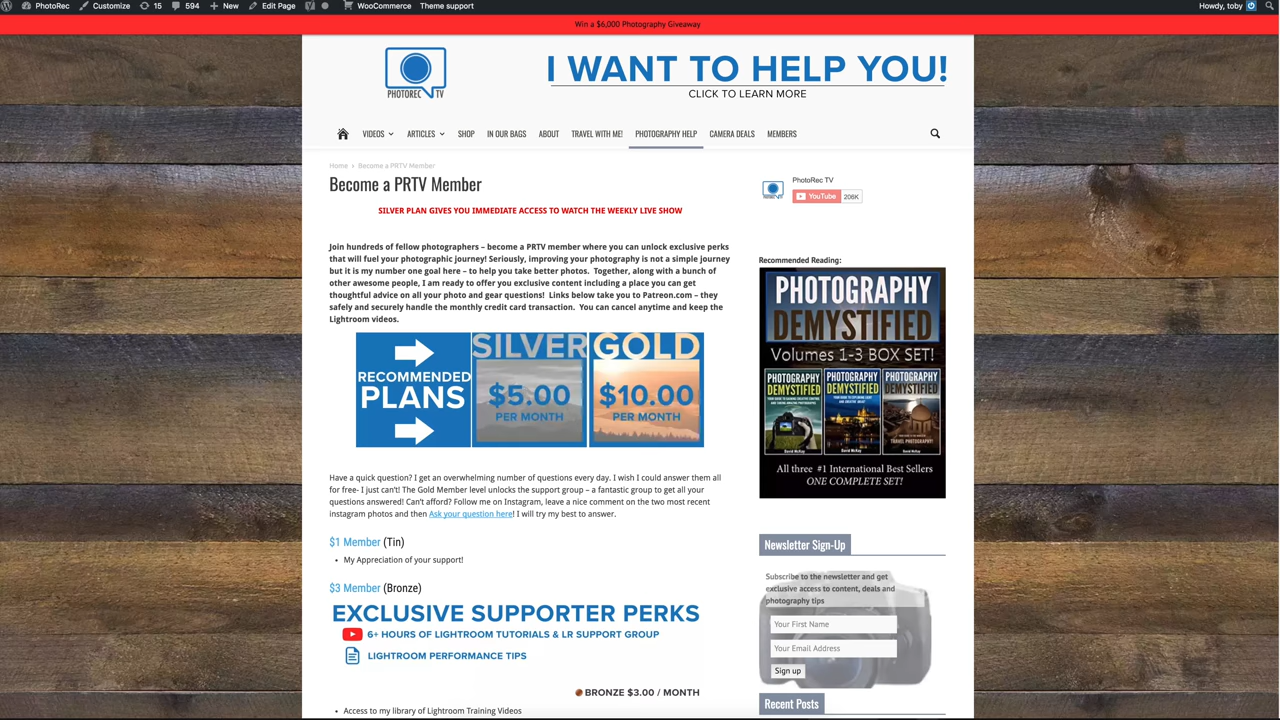 PhotoRec Customize 15 594 New Edit Page WooCommerce Theme support Howdy, toby
Win a $6,000 Photography Giveaway
PHOTOREC TV
I WANT TO HELP YOU!
CLICK TO LEARN MORE
VIDEOS ARTICLES SHOP IN OUR BAGS ABOUT TRAVEL WITH ME! PHOTOGRAPHY HELP CAMERA DEALS MEMBERS
Home › Become a PRTV Member
Become a PRTV Member
SILVER PLAN GIVES YOU IMMEDIATE ACCESS TO WATCH THE WEEKLY LIVE SHOW
Join hundreds of fellow photographers – become a PRTV member where you can unlock exclusive perks
that will fuel your photographic journey! Seriously, improving your photography is not a simple journey
but it is my number one goal here – to help you take better photos. Together, along with a bunch of
other awesome people, I am ready to offer you exclusive content including a place you can get
thoughtful advice on all your photo and gear questions! Links below take you to Patreon.com – they
safely and securely handle the monthly credit card transaction. You can cancel anytime and keep the
Lightroom videos.
RECOMMENDED
PLANS
SILVER
$5.00
PER MONTH
GOLD
$10.00
PER MONTH
Have a quick question? I get an overwhelming number of questions every day. I wish I could answer them all
for free- I just can't! The Gold Member level unlocks the support group – a fantastic group to get all your
questions answered! Can't afford? Follow me on Instagram, leave a nice comment on the two most recent
instagram photos and then Ask your question here! I will try my best to answer.
$1 Member (Tin)
• My Appreciation of your support!
$3 Member (Bronze)
EXCLUSIVE SUPPORTER PERKS
6+ HOURS OF LIGHTROOM TUTORIALS & LR SUPPORT GROUP
LIGHTROOM PERFORMANCE TIPS
BRONZE $3.00 / MONTH
• Access to my library of Lightroom Training Videos
PhotoRec TV
YouTube 206K
Recommended Reading:
PHOTOGRAPHY
DEMYSTIFIED
Volumes 1-3 BOX SET!
PHOTOGRAPHY PHOTOGRAPHY PHOTOGRAPHY
DEMYSTIFIED DEMYSTIFIED DEMYSTIFIED
TRAVEL PHOTOGRAPHY!
David McKay David McKay David McKay
All three #1 International Best Sellers
ONE COMPLETE SET!
Newsletter Sign-Up
Subscribe to the newsletter and get
exclusive access to content, deals and
photography tips
Your First Name
Your Email Address
Sign up
Recent Posts